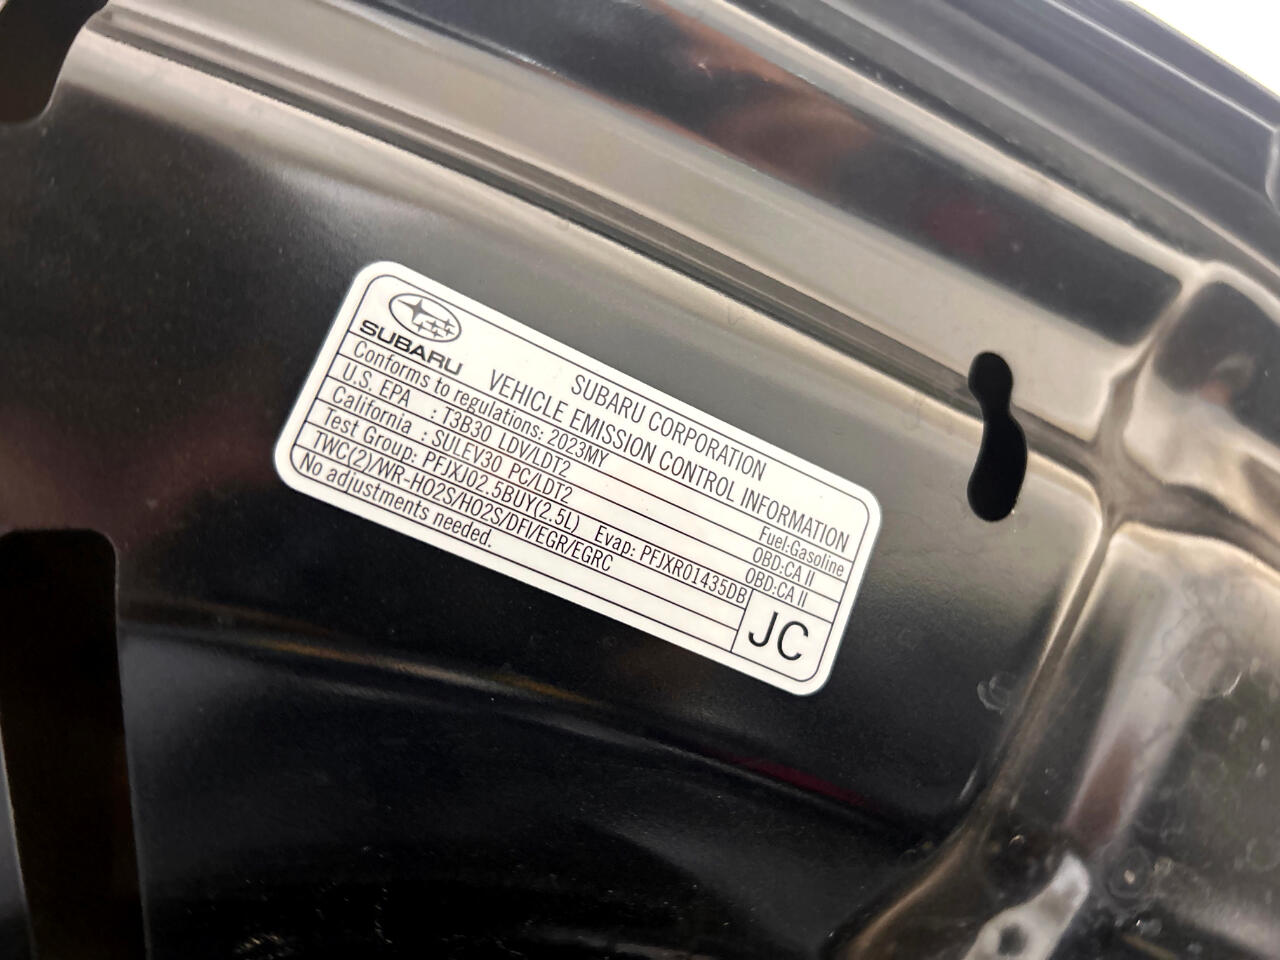 SUBARU
SUBARU CORPORATION
VEHICLE EMISSION CONTROL INFORMATION
Conforms to regulations: 2023MY Fuel:Gasoline
U.S. EPA : T3B30 LDV/LDT2 OBD:CA II
California : SULEV30 PC/LDT2 OBD:CA II
Test Group: PFJXJ02.5BUY(2.5L) Evap: PFJXR01435DB
TWC(2)/WR-HO2S/HO2S/DFI/EGR/EGRC
No adjustments needed.
JC